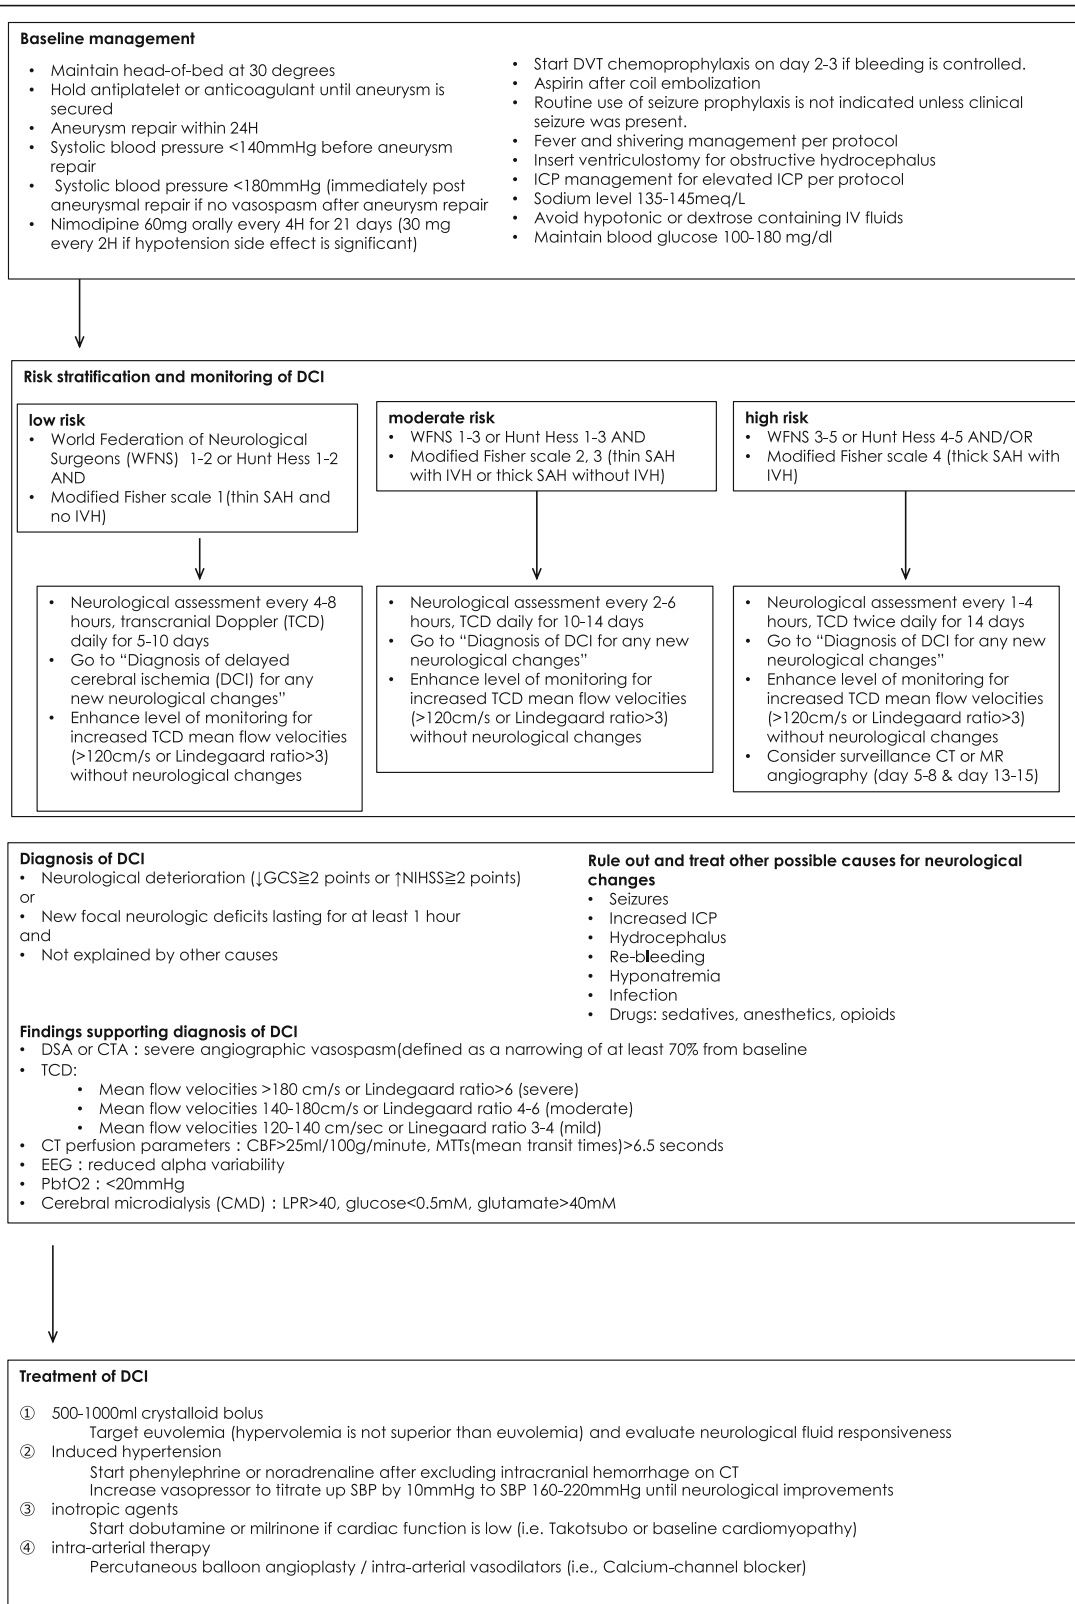 Baseline management
• Maintain head-of-bed at 30 degrees
• Hold antiplatelet or anticoagulant until aneurysm is
secured
• Aneurysm repair within 24H
• Systolic blood pressure <140mmHg before aneurysm
repair
• Systolic blood pressure <180mmHg (immediately post
aneurysmal repair if no vasospasm after aneurysm repair
• Nimodipine 60mg orally every 4H for 21 days (30 mg
every 2H if hypotension side effect is significant)
• Start DVT chemoprophylaxis on day 2-3 if bleeding is controlled.
• Aspirin after coil embolization
• Routine use of seizure prophylaxis is not indicated unless clinical
seizure was present.
• Fever and shivering management per protocol
• Insert ventriculostomy for obstructive hydrocephalus
• ICP management for elevated ICP per protocol
• Sodium level 135-145meq/L
• Avoid hypotonic or dextrose containing IV fluids
• Maintain blood glucose 100-180 mg/dl
Risk stratification and monitoring of DCI
low risk
• World Federation of Neurological
Surgeons (WFNS) 1-2 or Hunt Hess 1-2
AND
• Modified Fisher scale 1(thin SAH and
no IVH)
moderate risk
• WFNS 1-3 or Hunt Hess 1-3 AND
• Modified Fisher scale 2, 3 (thin SAH
with IVH or thick SAH without IVH)
high risk
• WFNS 3-5 or Hunt Hess 4-5 AND/OR
• Modified Fisher scale 4 (thick SAH with
IVH)
• Neurological assessment every 4-8
hours, transcranial Doppler (TCD)
daily for 5-10 days
• Go to “Diagnosis of delayed
cerebral ischemia (DCI) for any
new neurological changes”
• Enhance level of monitoring for
increased TCD mean flow velocities
(>120cm/s or Lindegaard ratio>3)
without neurological changes
• Neurological assessment every 2-6
hours, TCD daily for 10-14 days
• Go to “Diagnosis of DCI for any new
neurological changes”
• Enhance level of monitoring for
increased TCD mean flow velocities
(>120cm/s or Lindegaard ratio>3)
without neurological changes
• Neurological assessment every 1-4
hours, TCD twice daily for 14 days
• Go to “Diagnosis of DCI for any new
neurological changes”
• Enhance level of monitoring for
increased TCD mean flow velocities
(>120cm/s or Lindegaard ratio>3)
without neurological changes
• Consider surveillance CT or MR
angiography (day 5-8 & day 13-15)
Diagnosis of DCI
• Neurological deterioration (↓GCS≧2 points or ↑NIHSS≧2 points)
or
• New focal neurologic deficits lasting for at least 1 hour
and
• Not explained by other causes
Rule out and treat other possible causes for neurological
changes
• Seizures
• Increased ICP
• Hydrocephalus
• Re-bleeding
• Hyponatremia
• Infection
• Drugs: sedatives, anesthetics, opioids
Findings supporting diagnosis of DCI
• DSA or CTA : severe angiographic vasospasm(defined as a narrowing of at least 70% from baseline
• TCD:
• Mean flow velocities >180 cm/s or Lindegaard ratio>6 (severe)
• Mean flow velocities 140-180cm/s or Lindegaard ratio 4-6 (moderate)
• Mean flow velocities 120-140 cm/sec or Linegaard ratio 3-4 (mild)
• CT perfusion parameters : CBF>25ml/100g/minute, MTTs(mean transit times)>6.5 seconds
• EEG : reduced alpha variability
• PbtO2 : <20mmHg
• Cerebral microdialysis (CMD) : LPR>40, glucose<0.5mM, glutamate>40mM
Treatment of DCI
① 500-1000ml crystalloid bolus
Target euvolemia (hypervolemia is not superior than euvolemia) and evaluate neurological fluid responsiveness
② Induced hypertension
Start phenylephrine or noradrenaline after excluding intracranial hemorrhage on CT
Increase vasopressor to titrate up SBP by 10mmHg to SBP 160-220mmHg until neurological improvements
③ inotropic agents
Start dobutamine or milrinone if cardiac function is low (i.e. Takotsubo or baseline cardiomyopathy)
④ intra-arterial therapy
Percutaneous balloon angioplasty / intra-arterial vasodilators (i.e., Calcium-channel blocker)